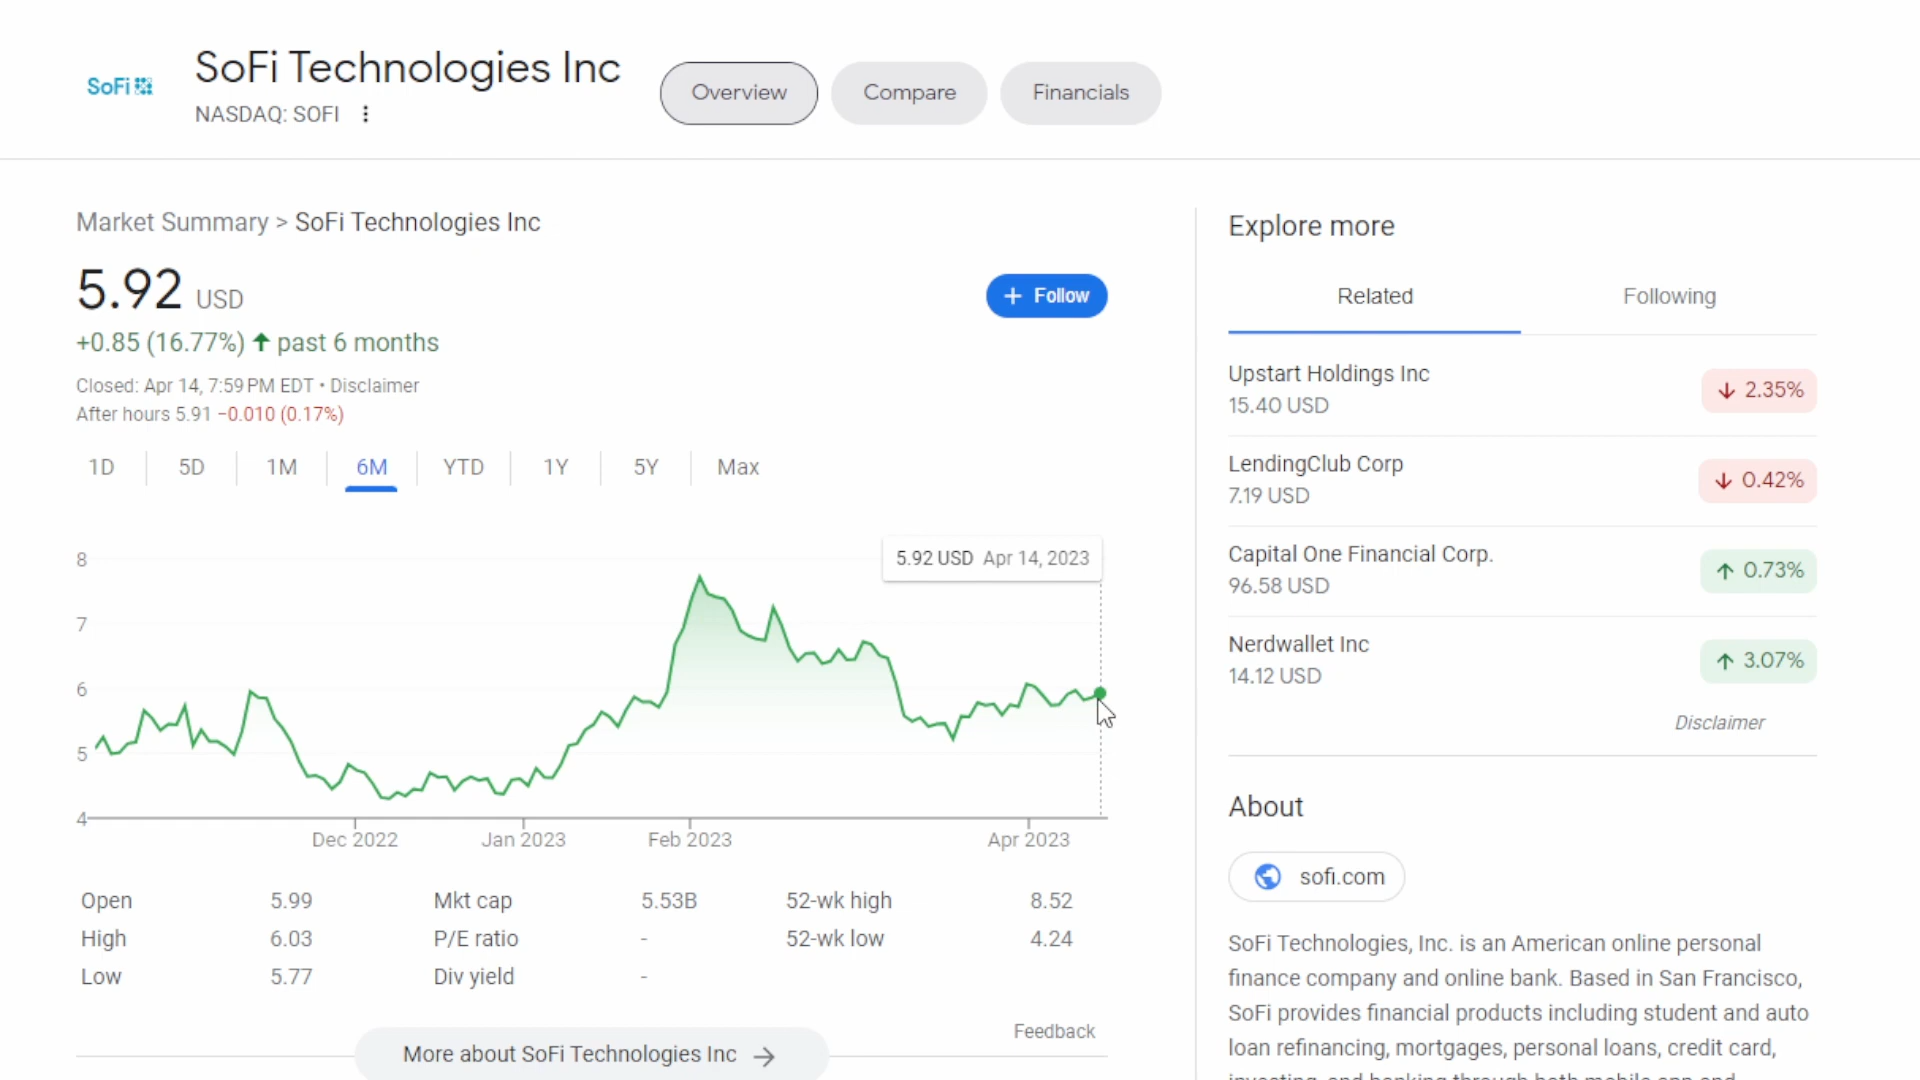 SoFi
SoFi Technologies Inc
NASDAQ: SOFI
Overview
Compare
Financials
Market Summary > SoFi Technologies Inc
5.92 USD
+ Follow
+0.85 (16.77%) ↑ past 6 months
Closed: Apr 14, 7:59 PM EDT • Disclaimer
After hours 5.91 −0.010 (0.17%)
1D 5D 1M 6M YTD 1Y 5Y Max
5.92 USD Apr 14, 2023
8
7
6
5
4
Dec 2022 Jan 2023 Feb 2023 Apr 2023
Open 5.99 Mkt cap 5.53B 52-wk high 8.52
High 6.03 P/E ratio - 52-wk low 4.24
Low 5.77 Div yield -
Feedback
More about SoFi Technologies Inc →
Explore more
Related Following
Upstart Holdings Inc
15.40 USD
↓ 2.35%
LendingClub Corp
7.19 USD
↓ 0.42%
Capital One Financial Corp.
96.58 USD
↑ 0.73%
Nerdwallet Inc
14.12 USD
↑ 3.07%
Disclaimer
About
sofi.com
SoFi Technologies, Inc. is an American online personal
finance company and online bank. Based in San Francisco,
SoFi provides financial products including student and auto
loan refinancing, mortgages, personal loans, credit card,
investing, and banking through both mobile app and